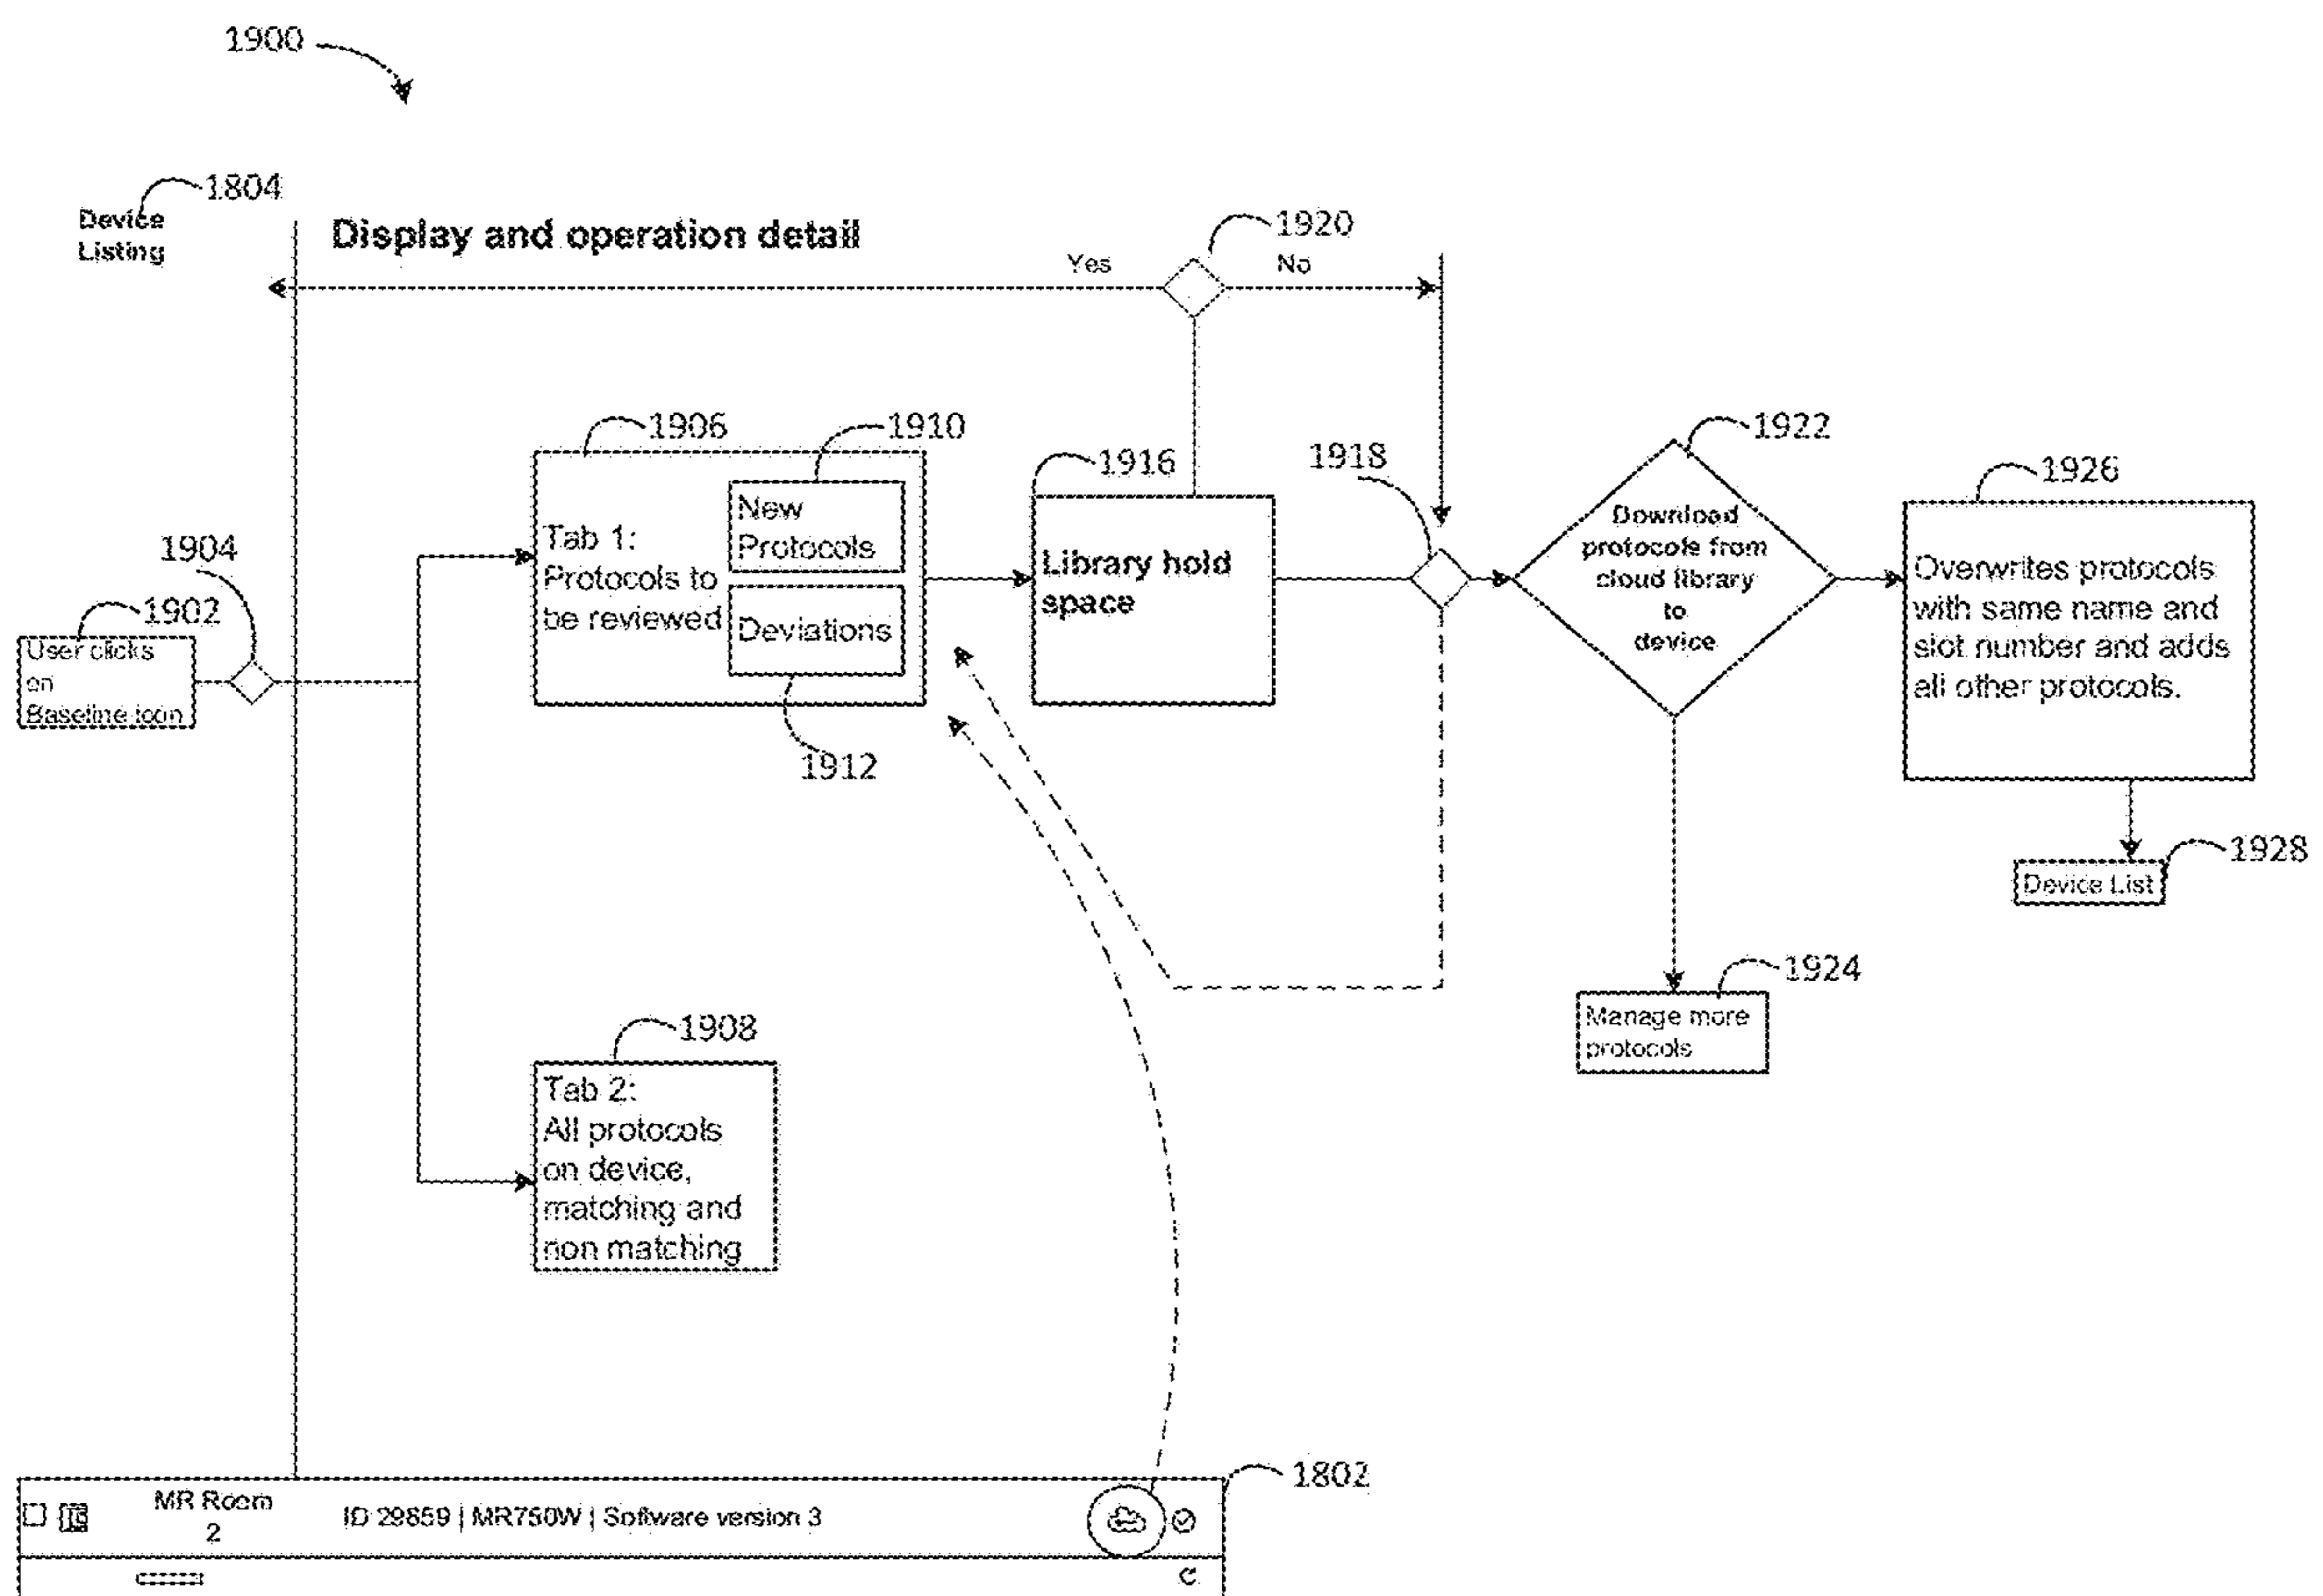 1900
1804
Device
Listing
Display and operation detail
1920
Yes
No
1906
1910
1916
1918
1922
1926
New
Protocols
Tab 1:
Protocols to
be reviewed
Deviations
1912
Library hold
space
Download
protocols from
cloud library
to
device
Overwrites protocols
with same name and
slot number and adds
all other protocols.
1904
1902
User clicks
on
Baseline icon
1928
Device List
1924
Manage more
protocols
1908
Tab 2:
All protocols
on device,
matching and
non matching
1802
MR Room
2
ID 29859 | MR750W | Software version 3